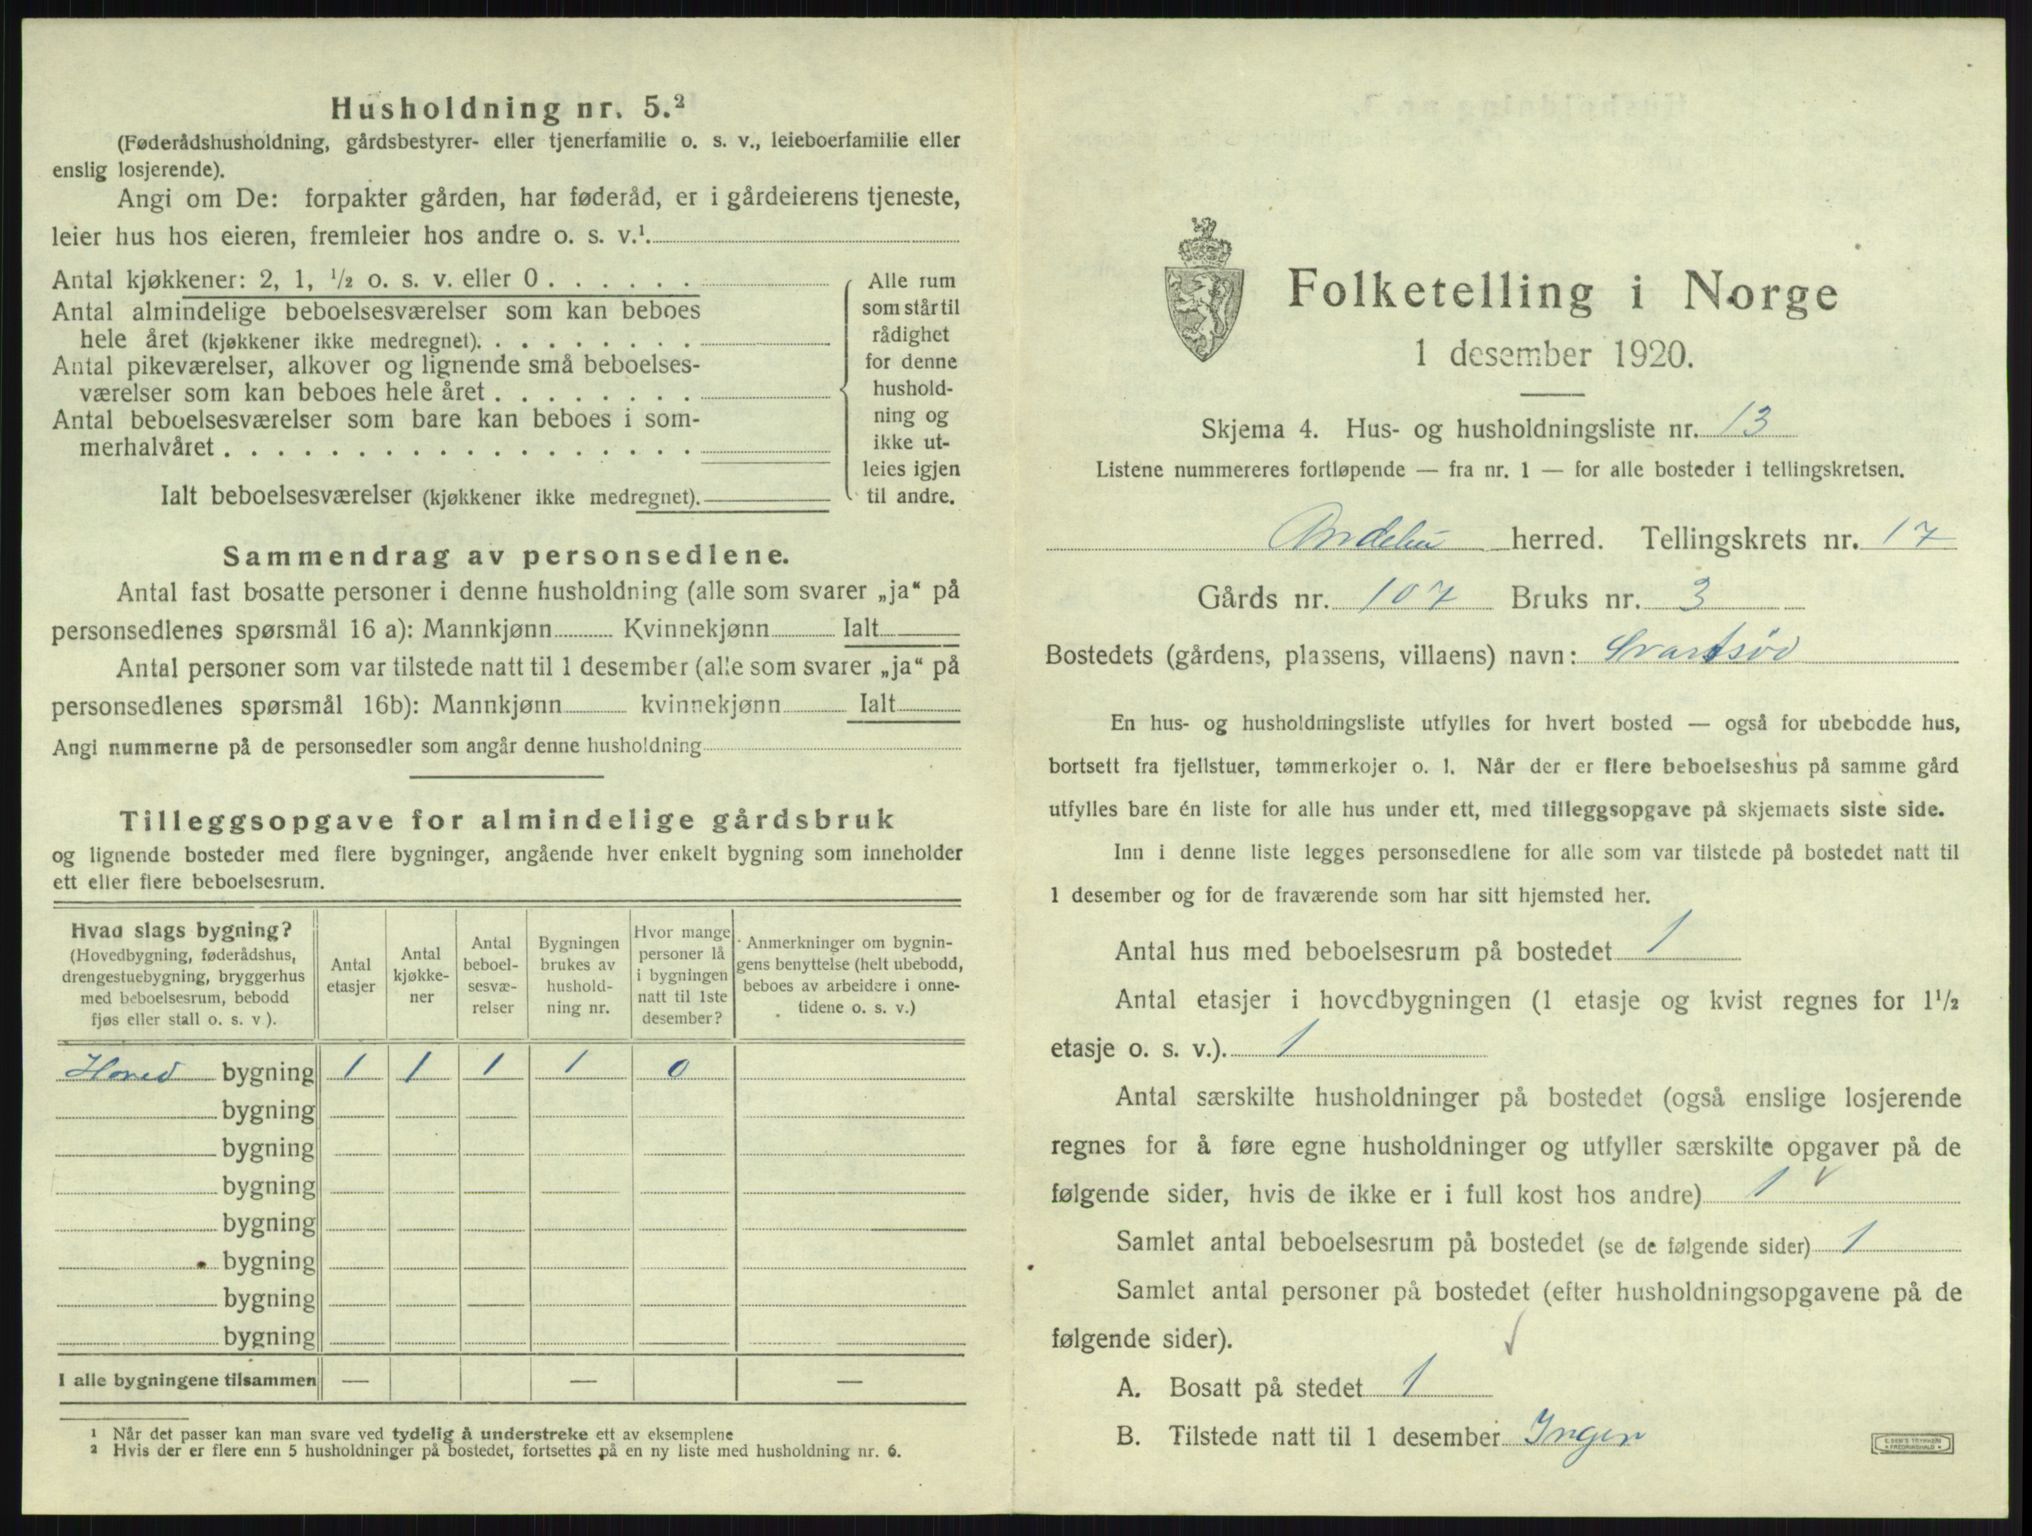 Husholdning nr. 5.²
(Føderådshusholdning, gårdsbestyrer- eller tjenerfamilie o. s. v., leieboerfamilie eller
enslig losjerende).
Angi om De: forpakter gården, har føderåd, er i gårdeierens tjeneste,
leier hus hos eieren, fremleier hos andre o. s. v.¹
Antal kjøkkener: 2, 1, ½ o. s. v. eller 0
Antal almindelige beboelsesværelser som kan beboes
hele året (kjøkkener ikke medregnet).
Antal pikeværelser, alkover og lignende små beboelses-
værelser som kan beboes hele året
Antal beboelsesværelser som bare kan beboes i som-
merhalvåret
Ialt beboelsesværelser (kjøkkener ikke medregnet).
Alle rum
som står til
rådighet
for denne
hushold-
ning og
ikke ut-
leies igjen
til andre.
Sammendrag av personsedlene.
Antal fast bosatte personer i denne husholdning (alle som svarer „ja“ på
personsedlenes spørsmål 16 a): Mannkjønn Kvinnekjønn Ialt
Antal personer som var tilstede natt til 1 desember (alle som svarer „ja“ på
personsedlenes spørsmål 16b): Mannkjønn kvinnekjønn Ialt
Angi nummerne på de personsedler som angår denne husholdning
Tilleggsopgave for almindelige gårdsbruk
og lignende bosteder med flere bygninger, angående hver enkelt bygning som inneholder
ett eller flere beboelsesrum.
Hvad slags bygning?
(Hovedbygning, føderådshus,
drengestuebygning, bryggerhus
med beboelsesrum, bebodd
fjøs eller stall o. s. v ).
Antal
etasjer
Antal
kjøkke-
ner
Antal
beboel-
sesvæ-
relser
Bygningen
brukes av
hushold-
ning nr.
Hvor mange
personer lå
i bygningen
natt til 1ste
desember?
Anmerkninger om bygnin-
gens benyttelse (helt ubebodd,
beboes av arbeidere i onne-
tidene o. s. v.)
Hoved bygning 1 1 1 1 0
bygning
bygning
bygning
bygning
bygning
bygning
bygning
I alle bygningene tilsammen — — —
¹ Når det passer kan man svare ved tydelig å understreke ett av eksemplene
² Hvis der er flere enn 5 husholdninger på bostedet, fortsettes på en ny liste med husholdning nr. 6.
Folketelling i Norge
1 desember 1920.
Skjema 4. Hus- og husholdningsliste nr. 13
Listene nummereres fortløpende — fra nr. 1 — for alle bosteder i tellingskretsen.
Andebu herred. Tellingskrets nr. 17
Gårds nr. 107 Bruks nr. 3
Bostedets (gårdens, plassens, villaens) navn: Svartsød
En hus- og husholdningsliste utfylles for hvert bosted — også for ubebodde hus,
bortsett fra fjellstuer, tømmerkojer o. l. Når der er flere beboelseshus på samme gård
utfylles bare én liste for alle hus under ett, med tilleggsopgave på skjemaets siste side.
Inn i denne liste legges personsedlene for alle som var tilstede på bostedet natt til
1 desember og for de fraværende som har sitt hjemsted her.
Antal hus med beboelsesrum på bostedet 1
Antal etasjer i hovedbygningen (1 etasje og kvist regnes for 1½
etasje o. s. v.). 1
Antal særskilte husholdninger på bostedet (også enslige losjerende
regnes for å føre egne husholdninger og utfyller særskilte opgaver på de
følgende sider, hvis de ikke er i full kost hos andre) 1
Samlet antal beboelsesrum på bostedet (se de følgende sider) 1
Samlet antal personer på bostedet (efter husholdningsopgavene på de
følgende sider).
A. Bosatt på stedet 1
B. Tilstede natt til 1 desember Ingen